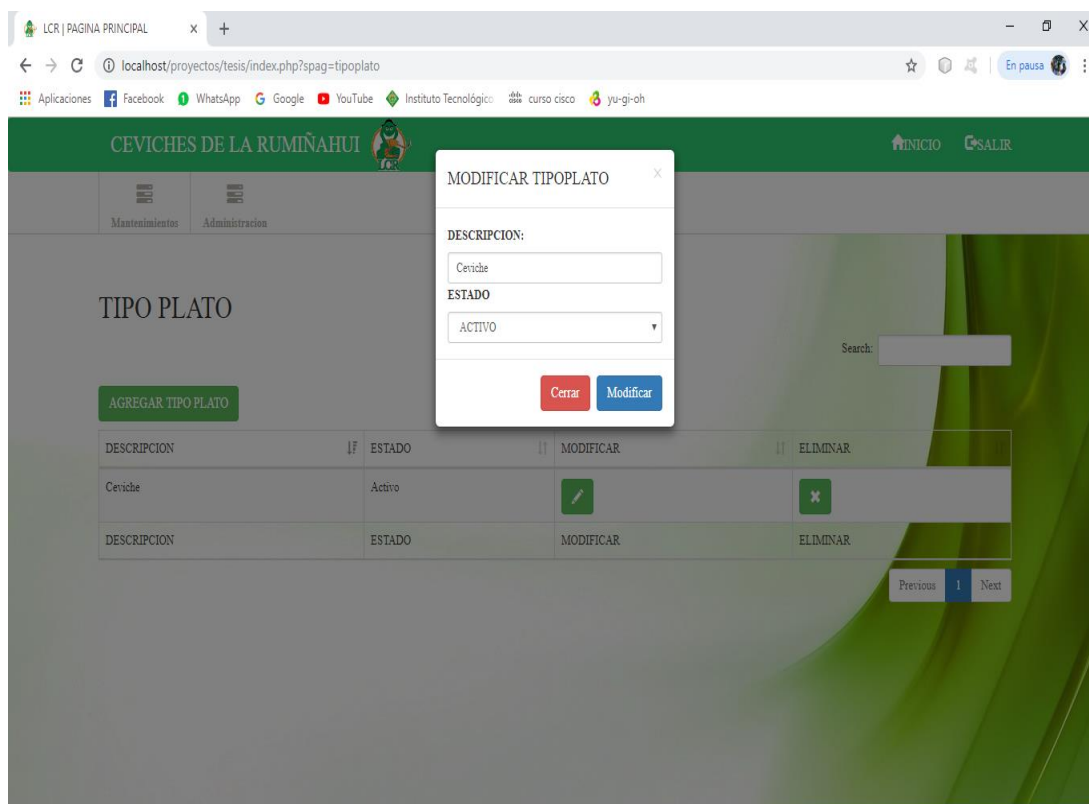 LCR | PAGINA PRINCIPAL
localhost/proyectos/tesis/index.php?spag=tipoplato
En pausa
Aplicaciones Facebook WhatsApp Google YouTube Instituto Tecnológico curso cisco yu-gi-oh
CEVICHES DE LA RUMIÑAHUI LCR INICIO SALIR
Mantenimientos Administracion
MODIFICAR TIPOPLATO X
DESCRIPCION:
Ceviche
ESTADO
ACTIVO
Cerrar Modificar
TIPO PLATO
Search:
AGREGAR TIPO PLATO
DESCRIPCION ESTADO MODIFICAR ELIMINAR
Ceviche Activo
DESCRIPCION ESTADO MODIFICAR ELIMINAR
Previous 1 Next